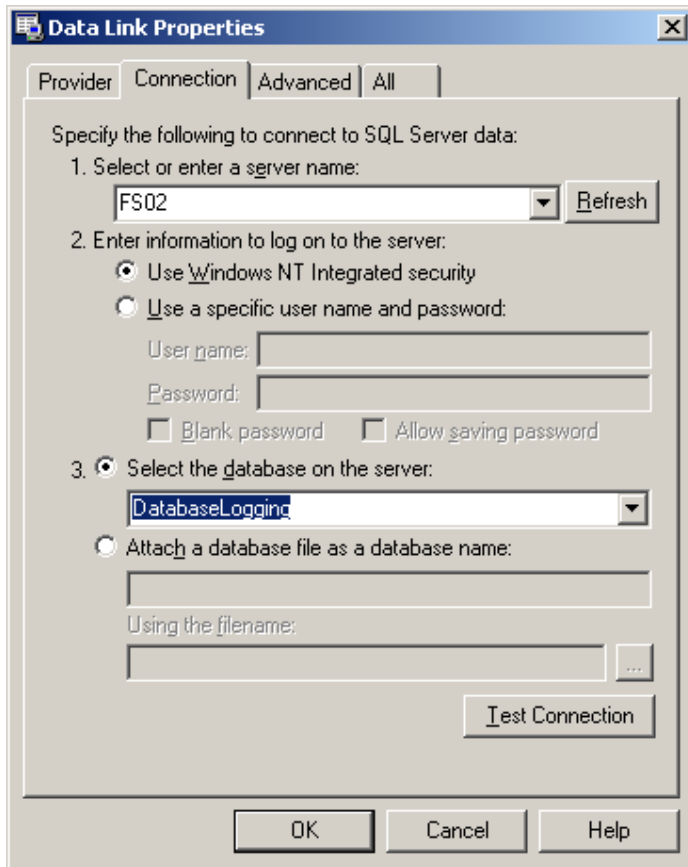 Data Link Properties
Provider Connection Advanced All
Specify the following to connect to SQL Server data:
1. Select or enter a server name:
FS02 Refresh
2. Enter information to log on to the server:
Use Windows NT Integrated security
Use a specific user name and password:
User name:
Password:
Blank password Allow saving password
3. Select the database on the server:
DatabaseLogging
Attach a database file as a database name:
Using the filename:
...
Test Connection
OK Cancel Help